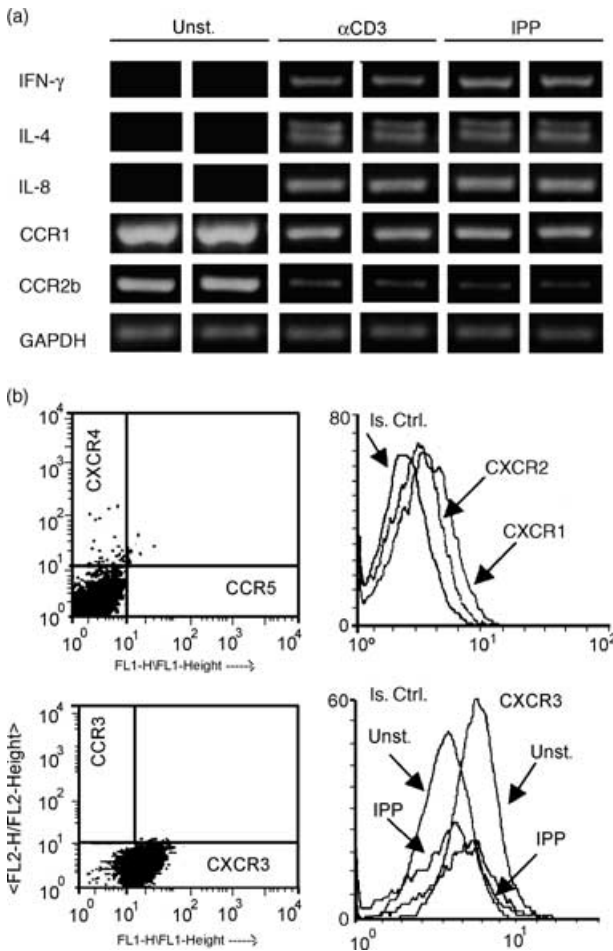 (a)
Unst. αCD3 IPP
IFN-γ
IL-4
IL-8
CCR1
CCR2b
GAPDH
(b)
10⁴
10³
10²
10¹
10⁰
CXCR4
CCR5
10⁰ 10¹ 10² 10³ 10⁴
FL1-H\FL1-Height ----->
80
0
Is. Ctrl.
CXCR2
CXCR1
10⁰ 10¹ 10²
<FL2-H/FL2-Height>
10⁴
10³
10²
10¹
10⁰
CCR3
CXCR3
10⁰ 10¹ 10² 10³ 10⁴
FL1-H\FL1-Height ----->
60
0
Is. Ctrl. CXCR3
Unst. Unst.
IPP IPP
10⁰ 10¹